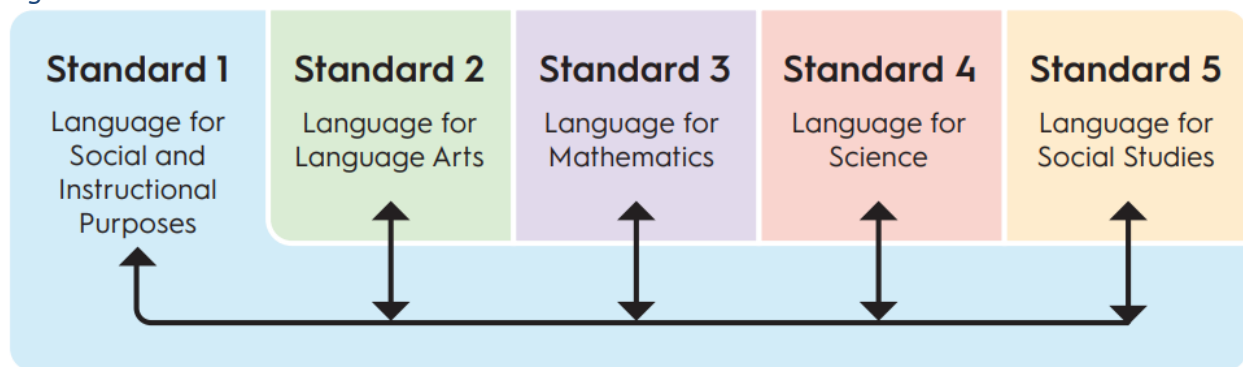 Standard 1
Language for
Social and
Instructional
Purposes
Standard 2
Language for
Language Arts
Standard 3
Language for
Mathematics
Standard 4
Language for
Science
Standard 5
Language for
Social Studies